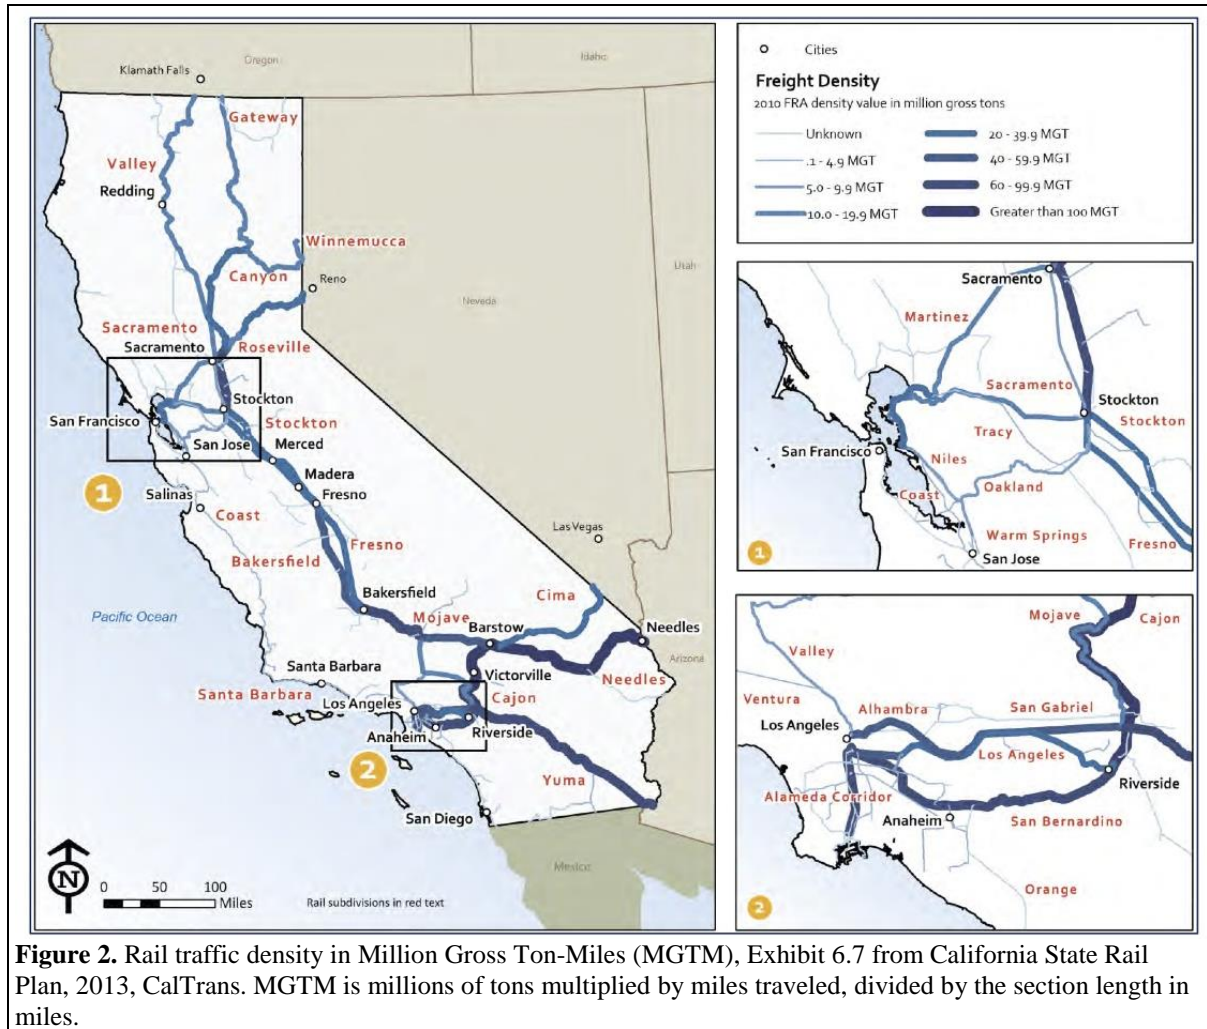 Klamath Falls
Oregon
Idaho
Gateway
Valley
Redding
Winnemucca
Canyon
Reno
Nevada
Utah
Sacramento
Sacramento
Roseville
Stockton
San Francisco
Stockton
San Jose
Merced
Madera
1
Salinas
Fresno
Coast
Las Vegas
Fresno
Bakersfield
Bakersfield
Cima
Pacific Ocean
Mojave
Barstow
Needles
Arizona
Santa Barbara
Victorville
Needles
Santa Barbara
Los Angeles
Cajon
Anaheim
Riverside
2
Yuma
San Diego
Mexico
N
0 50 100
Miles
Rail subdivisions in red text
Cities
Freight Density
2010 FRA density value in million gross tons
Unknown
.1 - 4.9 MGT
5.0 - 9.9 MGT
10.0 - 19.9 MGT
20 - 39.9 MGT
40 - 59.9 MGT
60 - 99.9 MGT
Greater than 100 MGT
Sacramento
Martinez
Sacramento
Stockton
Stockton
Tracy
San Francisco
Niles
Oakland
Coast
Warm Springs
Fresno
San Jose
1
Mojave
Cajon
Valley
Ventura
Alhambra
San Gabriel
Los Angeles
Los Angeles
Riverside
Alameda Corridor
Anaheim
San Bernardino
Orange
2
Figure 2. Rail traffic density in Million Gross Ton-Miles (MGTM), Exhibit 6.7 from California State Rail
Plan, 2013, CalTrans. MGTM is millions of tons multiplied by miles traveled, divided by the section length in
miles.